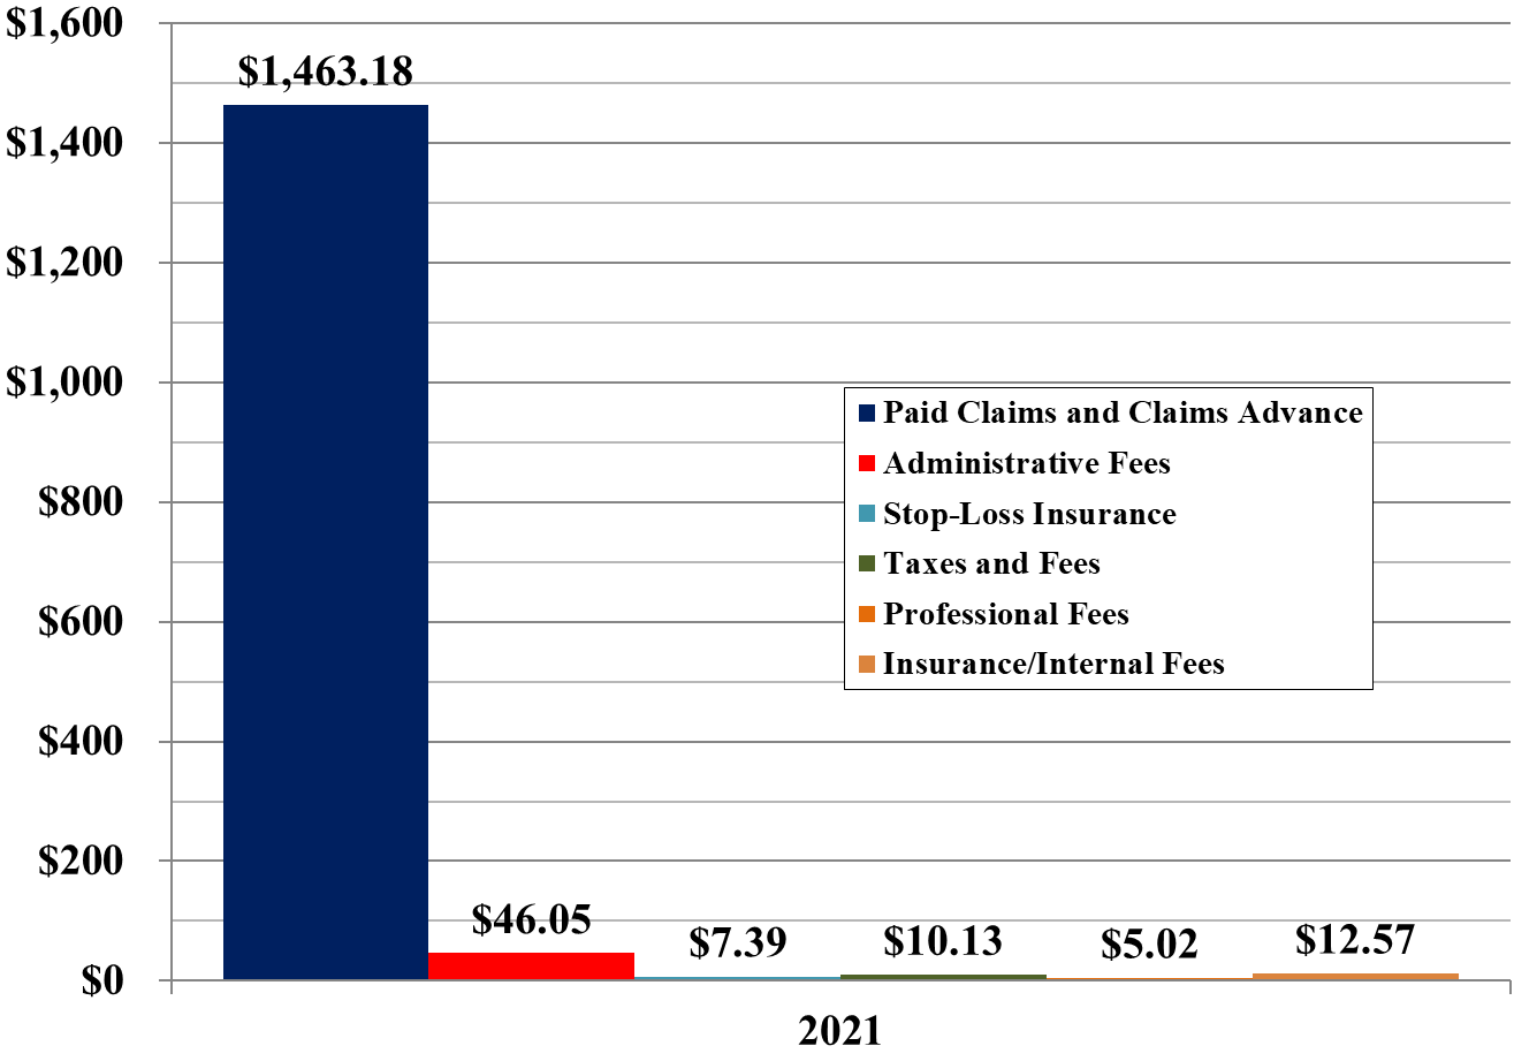 $1,600
$1,400
$1,200
$1,000
$800
$600
$400
$200
$0
$1,463.18
$46.05
$7.39
$10.13
$5.02
$12.57
Paid Claims and Claims Advance
Administrative Fees
Stop-Loss Insurance
Taxes and Fees
Professional Fees
Insurance/Internal Fees
2021